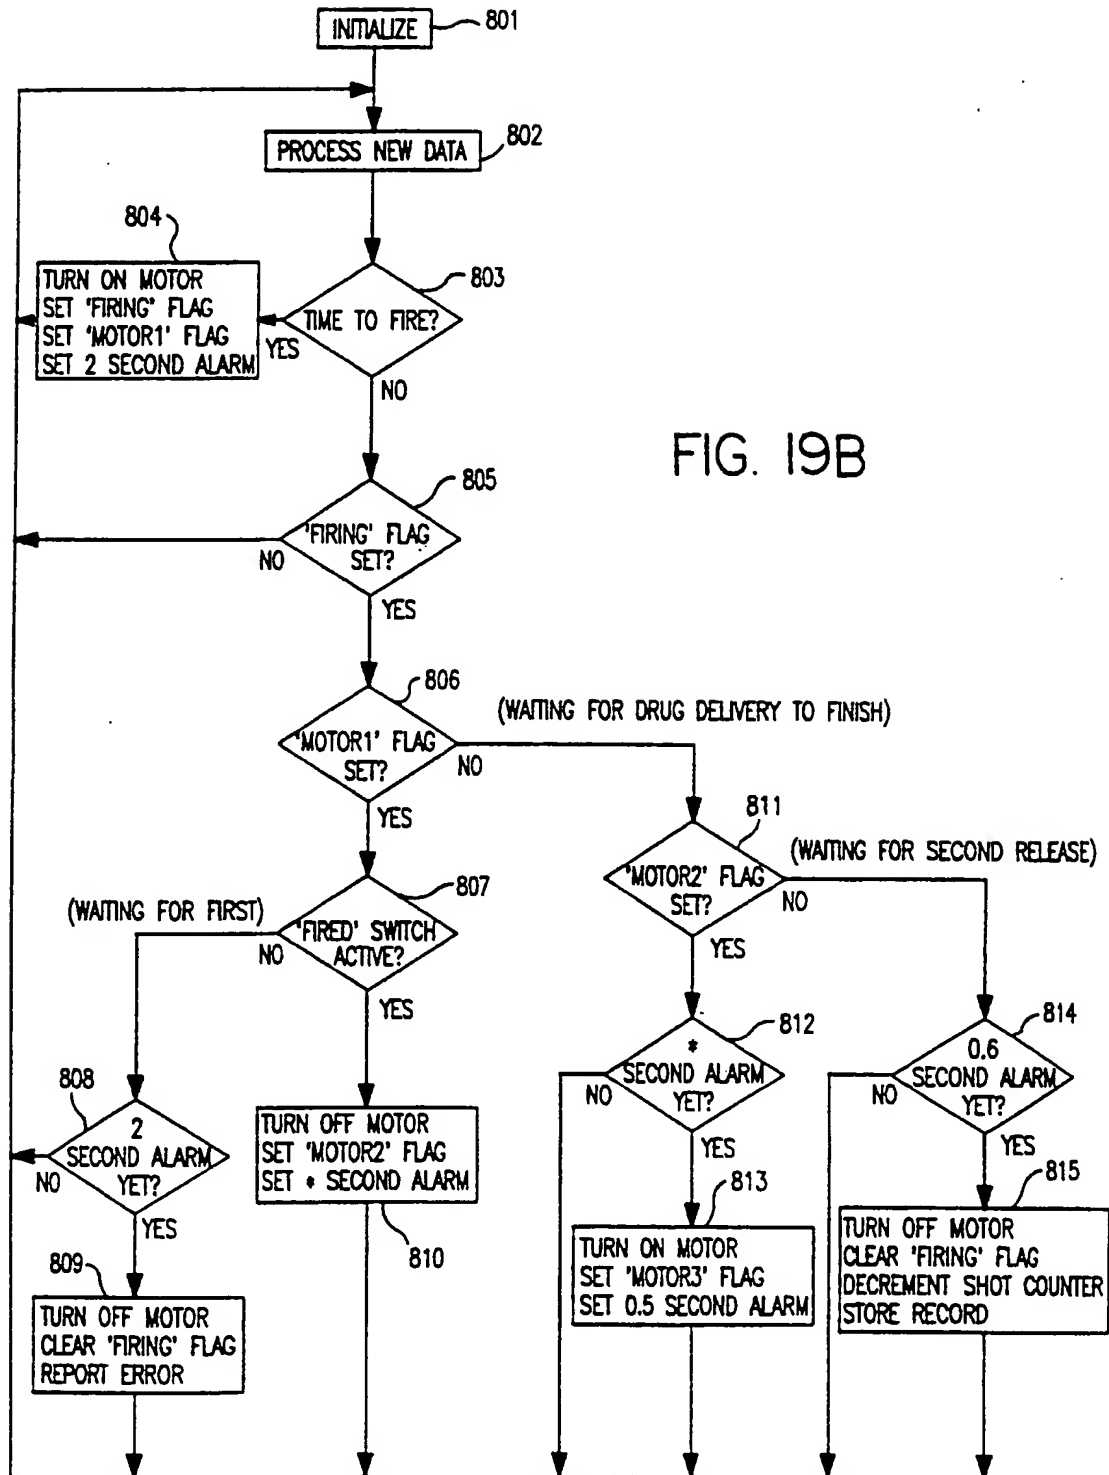 INITIALIZE
801
PROCESS NEW DATA
802
804
TURN ON MOTOR
SET 'FIRING' FLAG
SET 'MOTOR1' FLAG
SET 2 SECOND ALARM
803
TIME TO FIRE?
YES
NO
FIG. 19B
805
'FIRING' FLAG
SET?
NO
YES
806
'MOTOR1' FLAG
SET?
NO
YES
(WAITING FOR DRUG DELIVERY TO FINISH)
811
'MOTOR2' FLAG
SET?
NO
YES
(WAITING FOR SECOND RELEASE)
(WAITING FOR FIRST)
807
'FIRED' SWITCH
ACTIVE?
NO
YES
808
2
SECOND ALARM
YET?
NO
YES
809
TURN OFF MOTOR
CLEAR 'FIRING' FLAG
REPORT ERROR
TURN OFF MOTOR
SET 'MOTOR2' FLAG
SET * SECOND ALARM
810
812
*
SECOND ALARM
YET?
NO
YES
813
TURN ON MOTOR
SET 'MOTOR3' FLAG
SET 0.5 SECOND ALARM
814
0.6
SECOND ALARM
YET?
NO
YES
815
TURN OFF MOTOR
CLEAR 'FIRING' FLAG
DECREMENT SHOT COUNTER
STORE RECORD